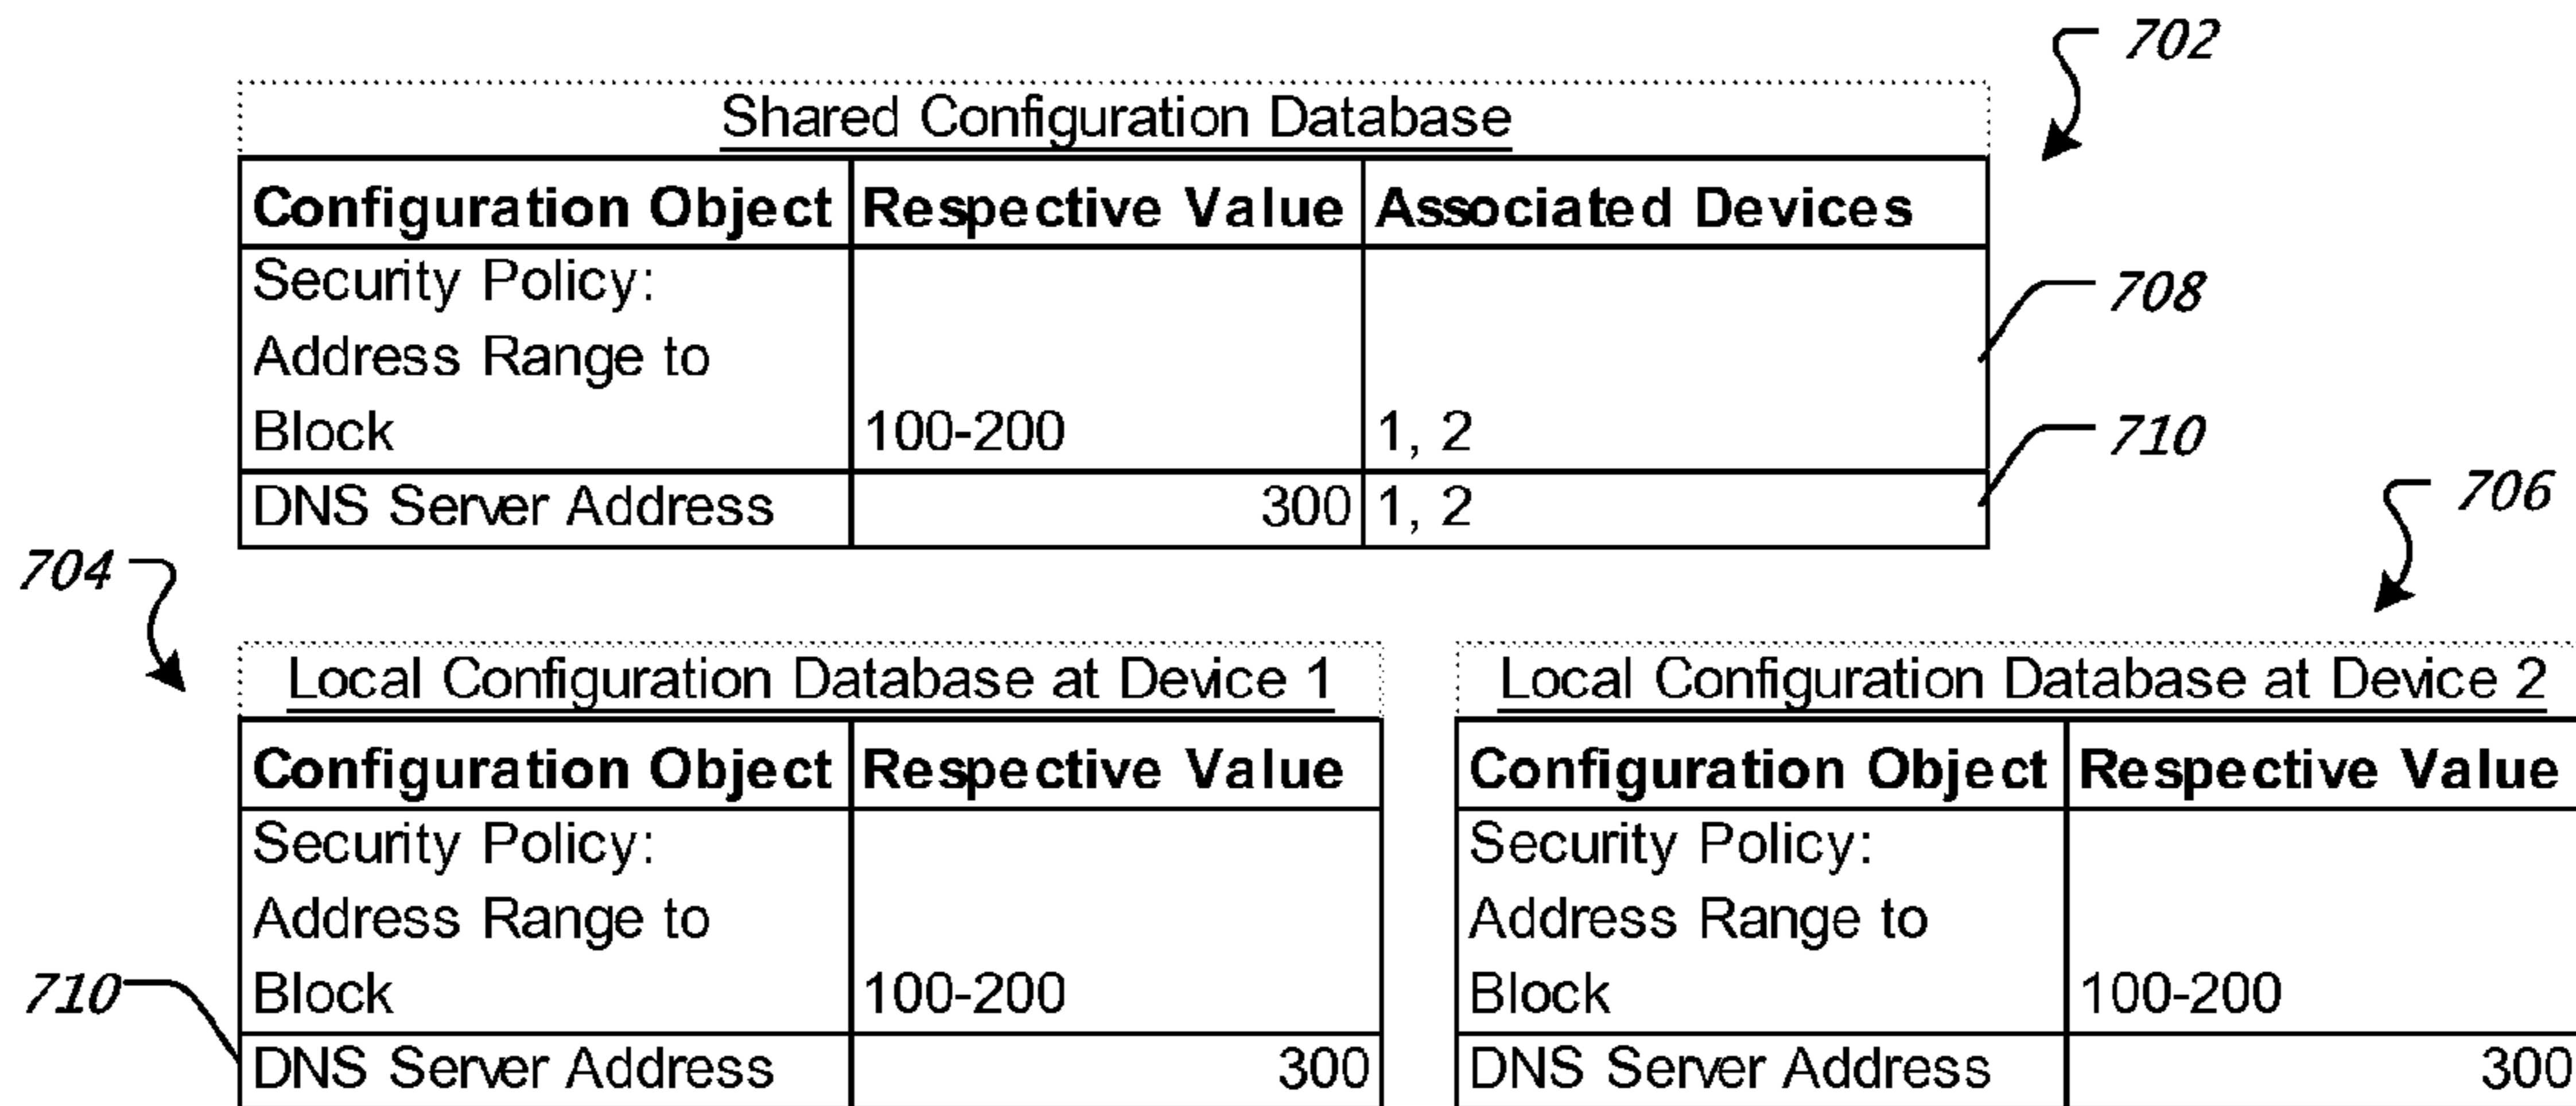 702
Shared Configuration Database
Configuration Object Respective Value Associated Devices
Security Policy:
Address Range to 708
Block 100-200 1, 2 710
DNS Server Address 300 1, 2 706
704
Local Configuration Database at Device 1 Local Configuration Database at Device 2
Configuration Object Respective Value Configuration Object Respective Value
Security Policy: Security Policy:
Address Range to Address Range to
710 Block 100-200 Block 100-200
DNS Server Address 300 DNS Server Address 300